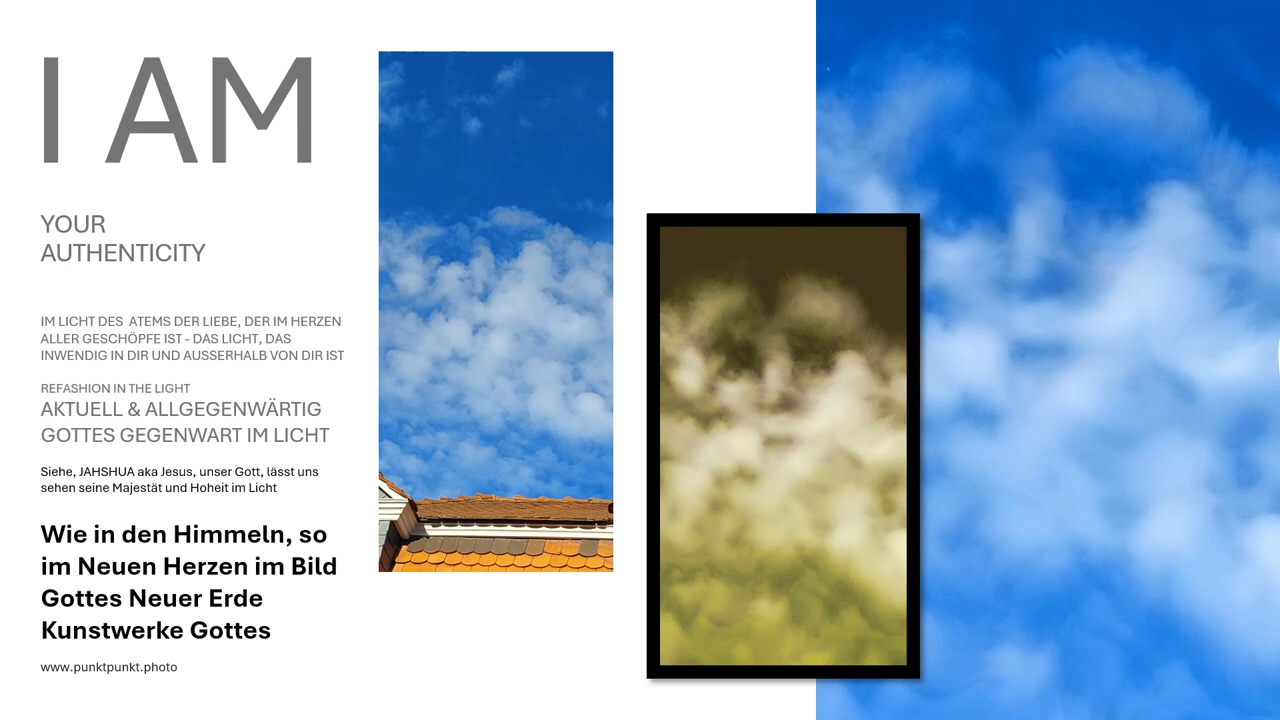 I AM
YOUR
AUTHENTICITY
IM LICHT DES  ATEMS DER LIEBE, DER IM HERZEN
ALLER GESCHÖPFE IST - DAS LICHT, DAS
INWENDIG IN DIR UND AUSSERHALB VON DIR IST
REFASHION IN THE LIGHT
AKTUELL & ALLGEGENWÄRTIG
GOTTES GEGENWART IM LICHT
Siehe, JAHSHUA aka Jesus, unser Gott, lässt uns
sehen seine Majestät und Hoheit im Licht
Wie in den Himmeln, so
im Neuen Herzen im Bild
Gottes Neuer Erde
Kunstwerke Gottes
www.punktpunkt.photo